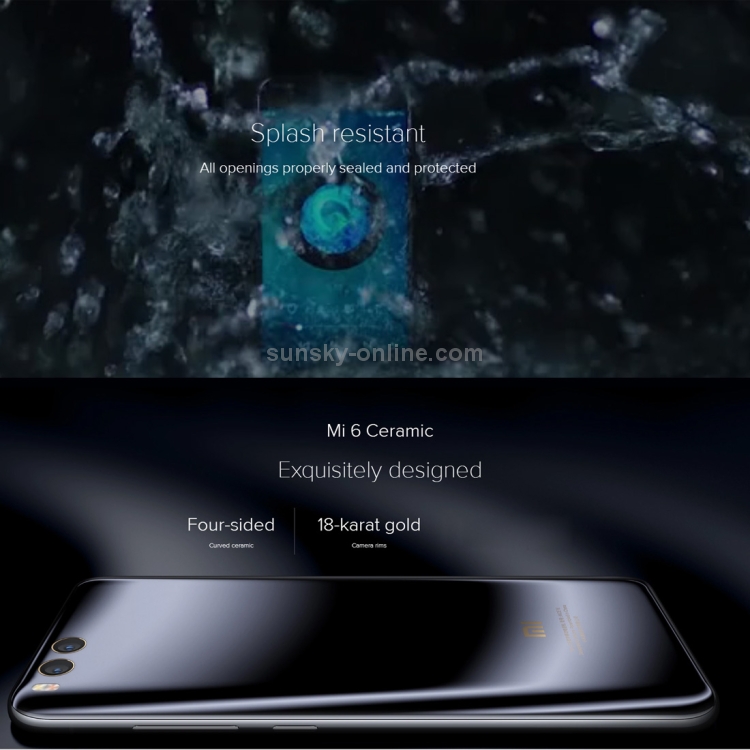 Splash resistant
All openings properly sealed and protected
sunsky-online.com
Mi 6 Ceramic
Exquisitely designed
Four-sided
Curved ceramic
18-karat gold
Camera rims